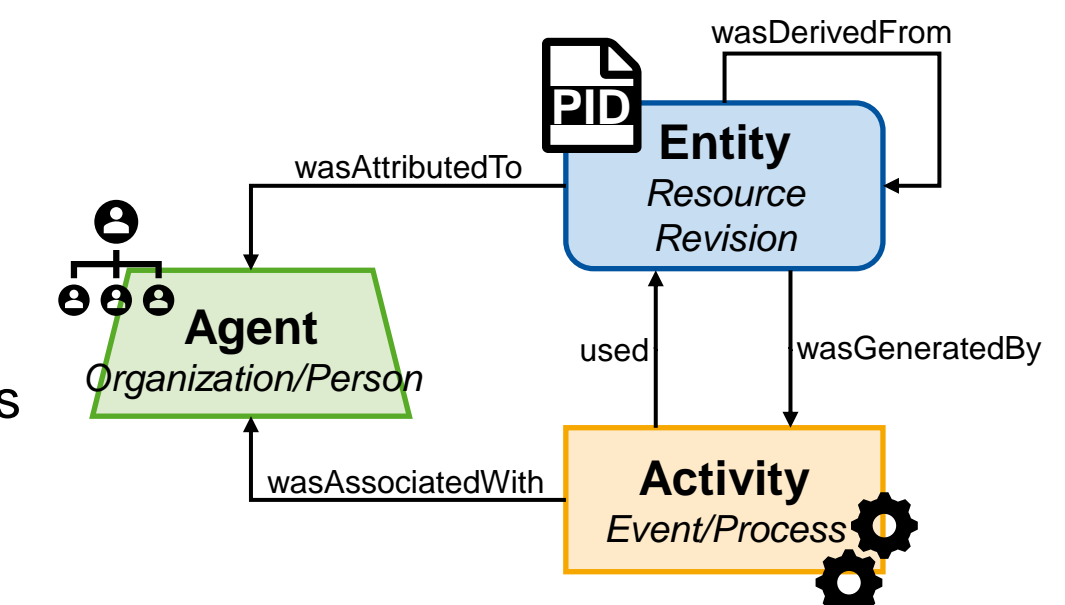 wasDerivedFrom
PID
Entity
Resource
Revision
wasAttributedTo
Agent
Organization/Person
s
used
wasGeneratedBy
wasAssociatedWith
Activity
Event/Process